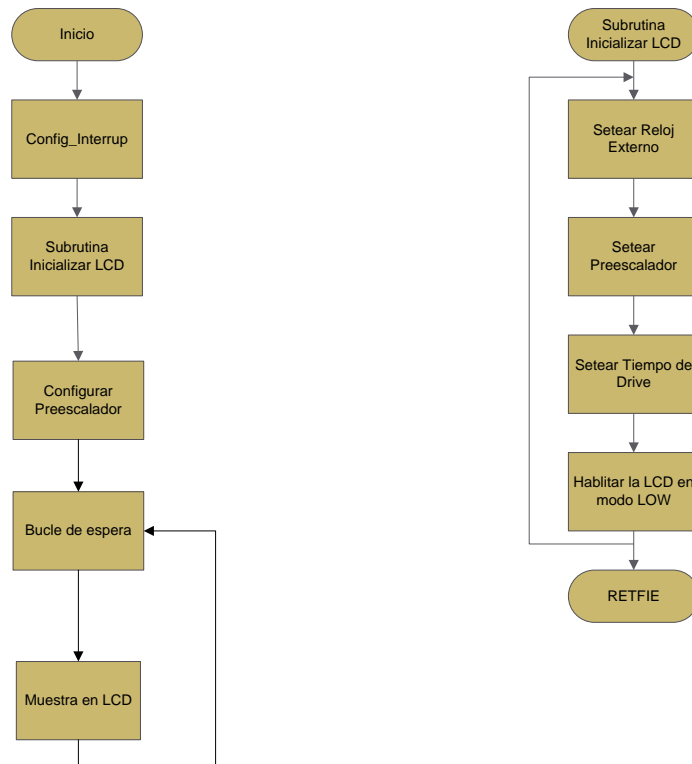 Inicio
Config_Interrup
Subrutina
Inicializar LCD
Configurar
Preescalador
Bucle de espera
Muestra en LCD
Subrutina
Inicializar LCD
Setear Reloj
Externo
Setear
Preescalador
Setear Tiempo de
Drive
Hablitar la LCD en
modo LOW
RETFIE